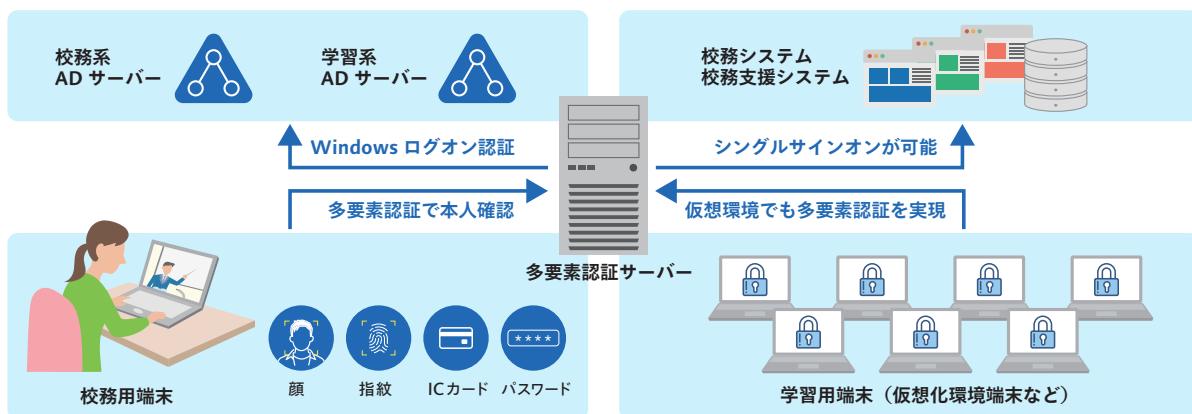 校務系
AD サーバー
学習系
AD サーバー
校務システム
校務支援システム
Windows ログオン認証
シングルサインオンが可能
多要素認証で本人確認
仮想環境でも多要素認証を実現
多要素認証サーバー
****
顔
指紋
ICカード
パスワード
校務用端末
学習用端末（仮想化環境端末など）